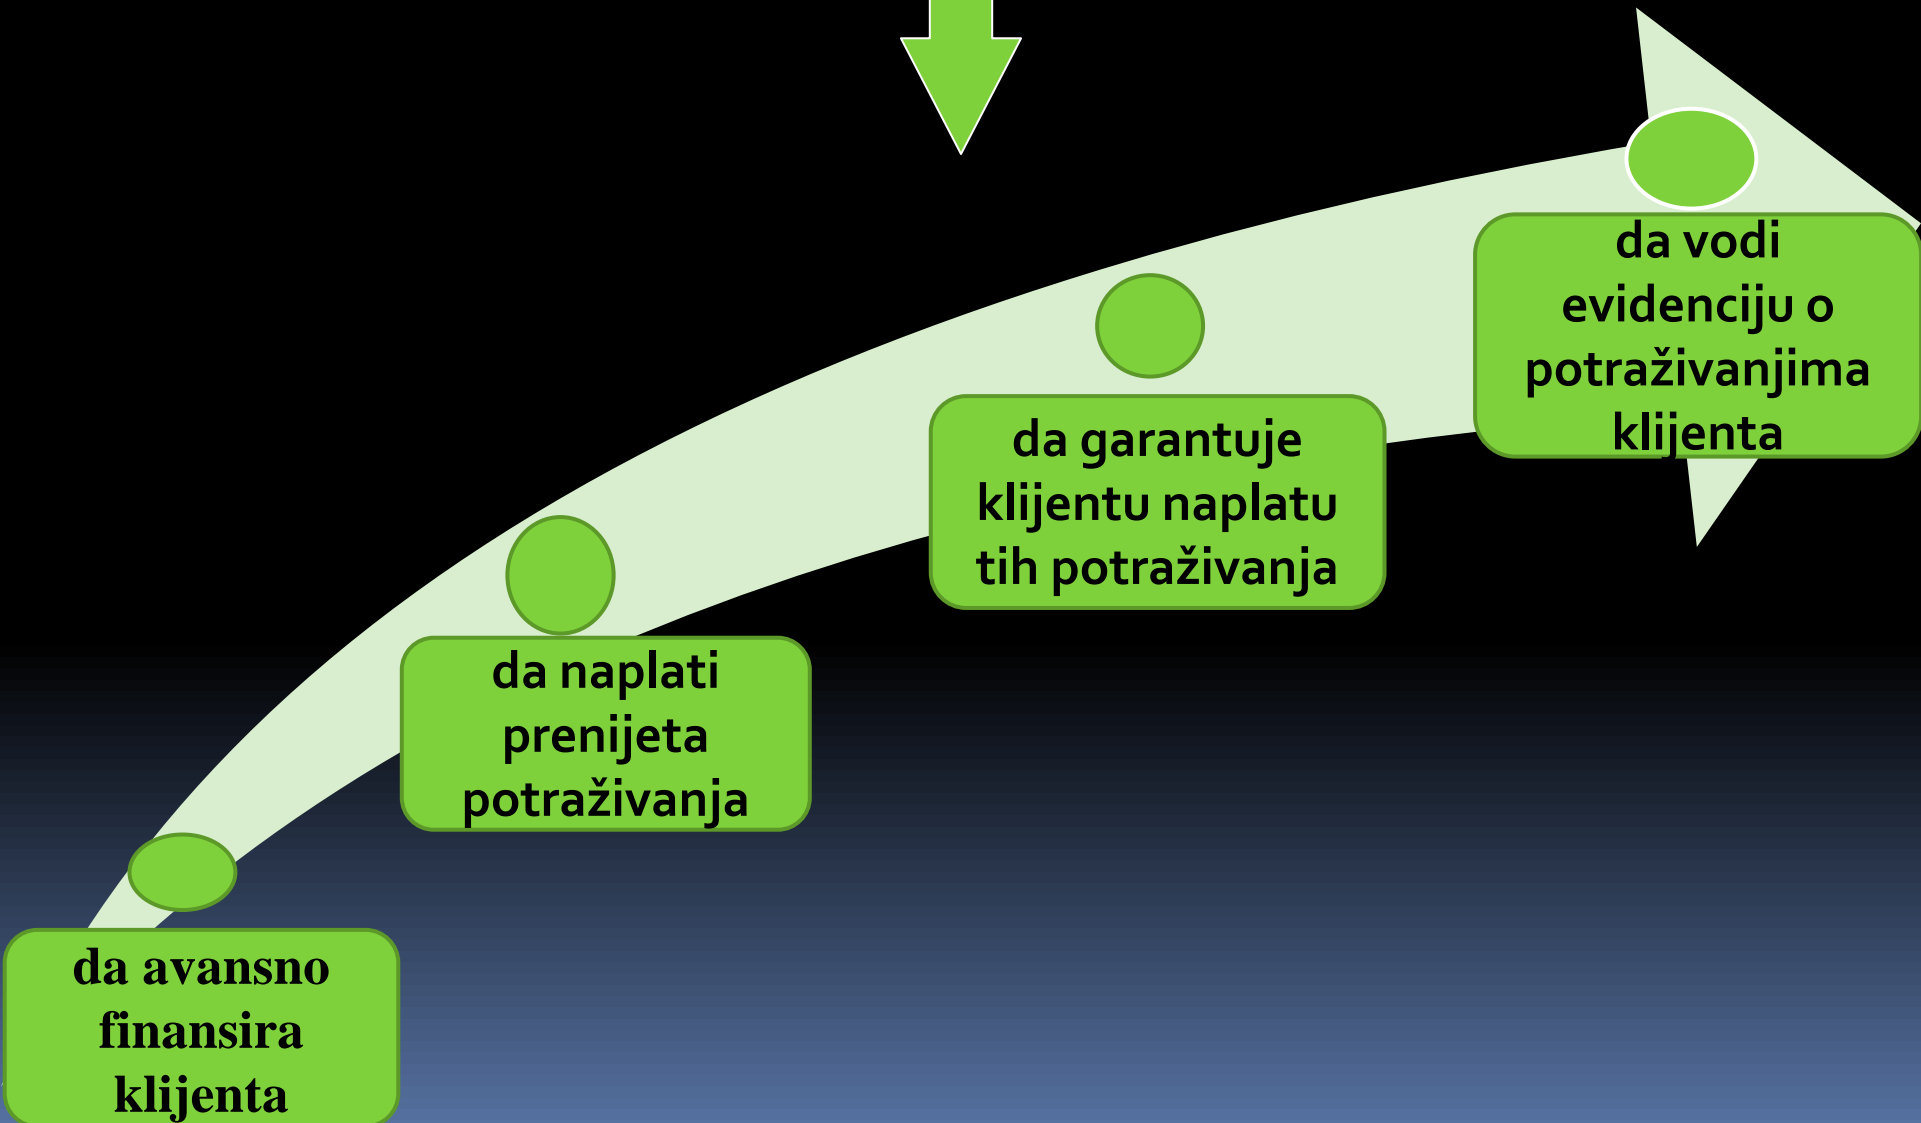 da avansno
finansira
klijenta
da naplati
prenijeta
potraživanja
da garantuje
klijentu naplatu
tih potraživanja
da vodi
evidenciju o
potraživanjima
klijenta